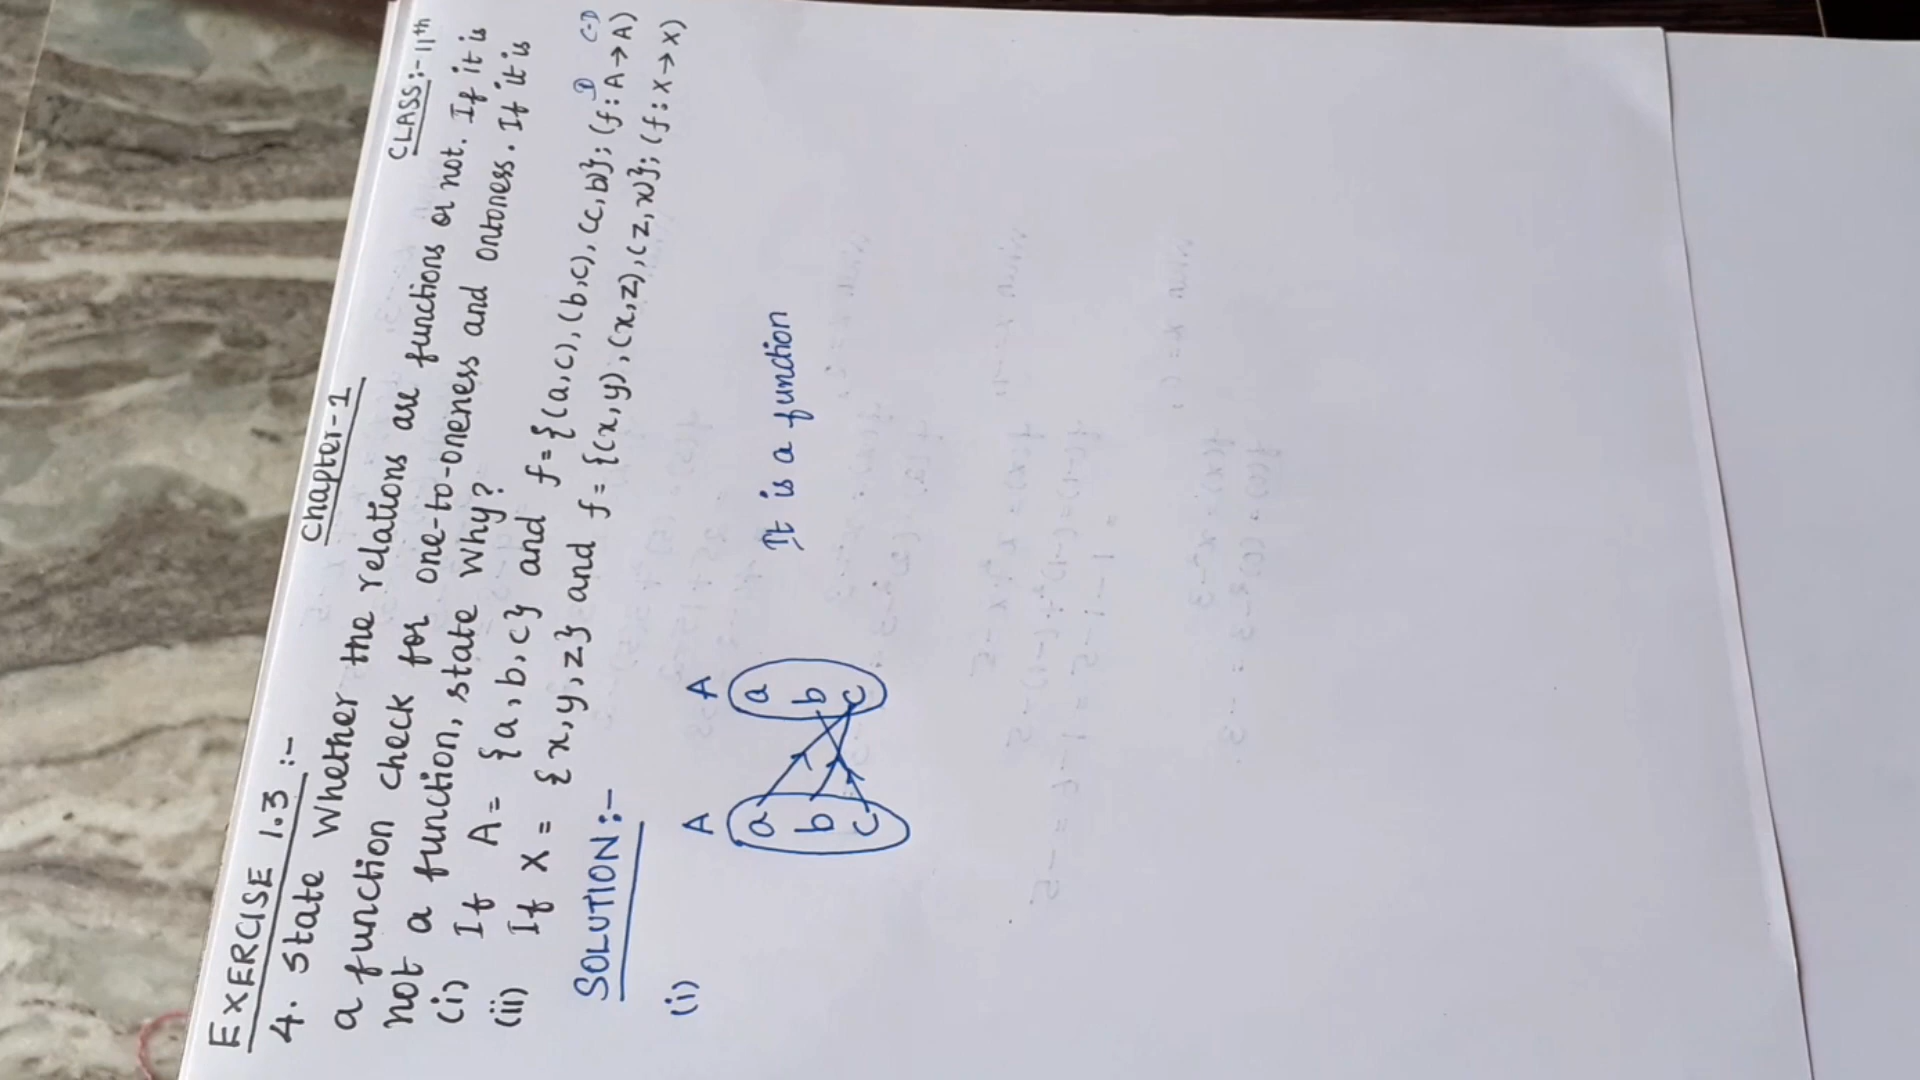 Chapter-1
CLASS:-11th
EXERCISE 1.3 :-
4. State Whether the relations are functions or not. If it is
a function check for one-to-oneness and ontoness. If it is
not a function, state why?
(i) If A = {a,b,c} and f={(a,c),(b,c),(c,b)}; (f:A→A)
D C-D
(ii) If X = {x,y,z} and f={(x,y),(x,z),(z,x)}; (f:X→X)
SOLUTION:-
(i)
A A
a a
b b
c c
It is a function